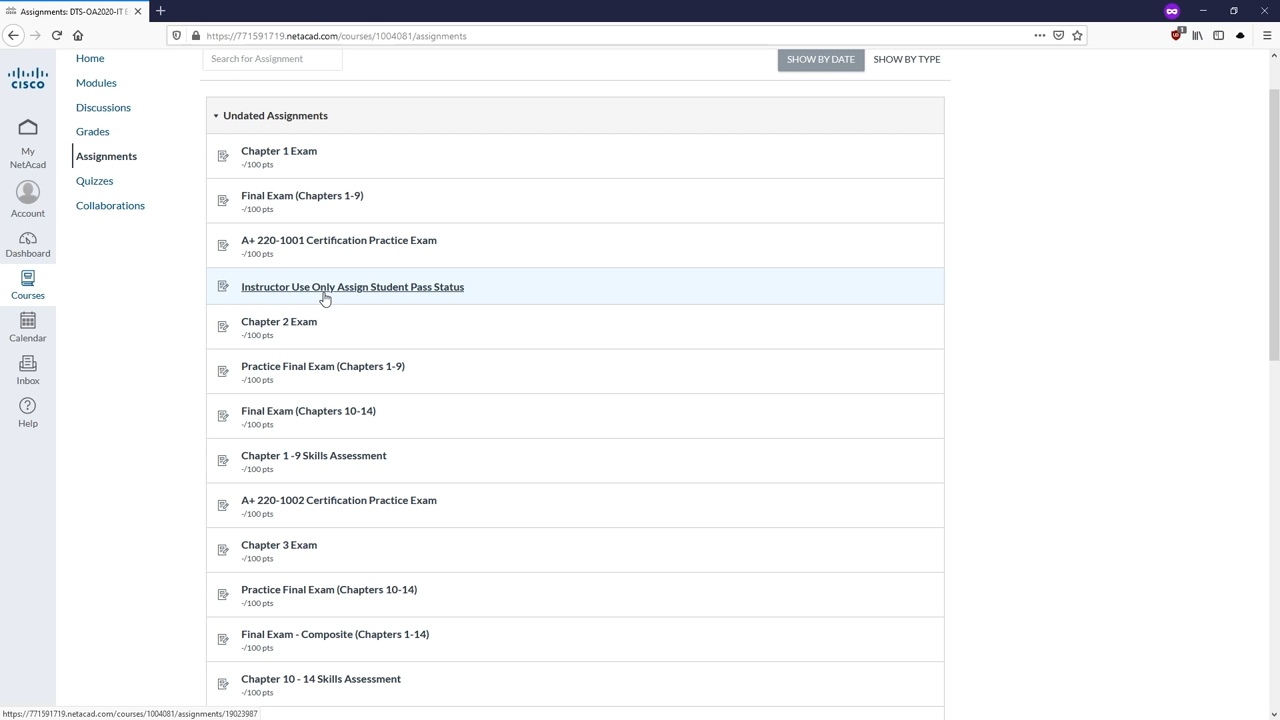 Assignments: DTS-OA2020-IT E
https://771591719.netacad.com/courses/1004081/assignments
1
CISCO
My
NetAcad
Account
Dashboard
Courses
Calendar
Inbox
Help
Home
Modules
Discussions
Grades
Assignments
Quizzes
Collaborations
Search for Assignment
SHOW BY DATE
SHOW BY TYPE
Undated Assignments
Chapter 1 Exam
-/100 pts
Final Exam (Chapters 1-9)
-/100 pts
A+ 220-1001 Certification Practice Exam
-/100 pts
Instructor Use Only Assign Student Pass Status
Chapter 2 Exam
-/100 pts
Practice Final Exam (Chapters 1-9)
-/100 pts
Final Exam (Chapters 10-14)
-/100 pts
Chapter 1 -9 Skills Assessment
-/100 pts
A+ 220-1002 Certification Practice Exam
-/100 pts
Chapter 3 Exam
-/100 pts
Practice Final Exam (Chapters 10-14)
-/100 pts
Final Exam - Composite (Chapters 1-14)
-/100 pts
Chapter 10 - 14 Skills Assessment
-/100 pts
https://771591719.netacad.com/courses/1004081/assignments/19023987